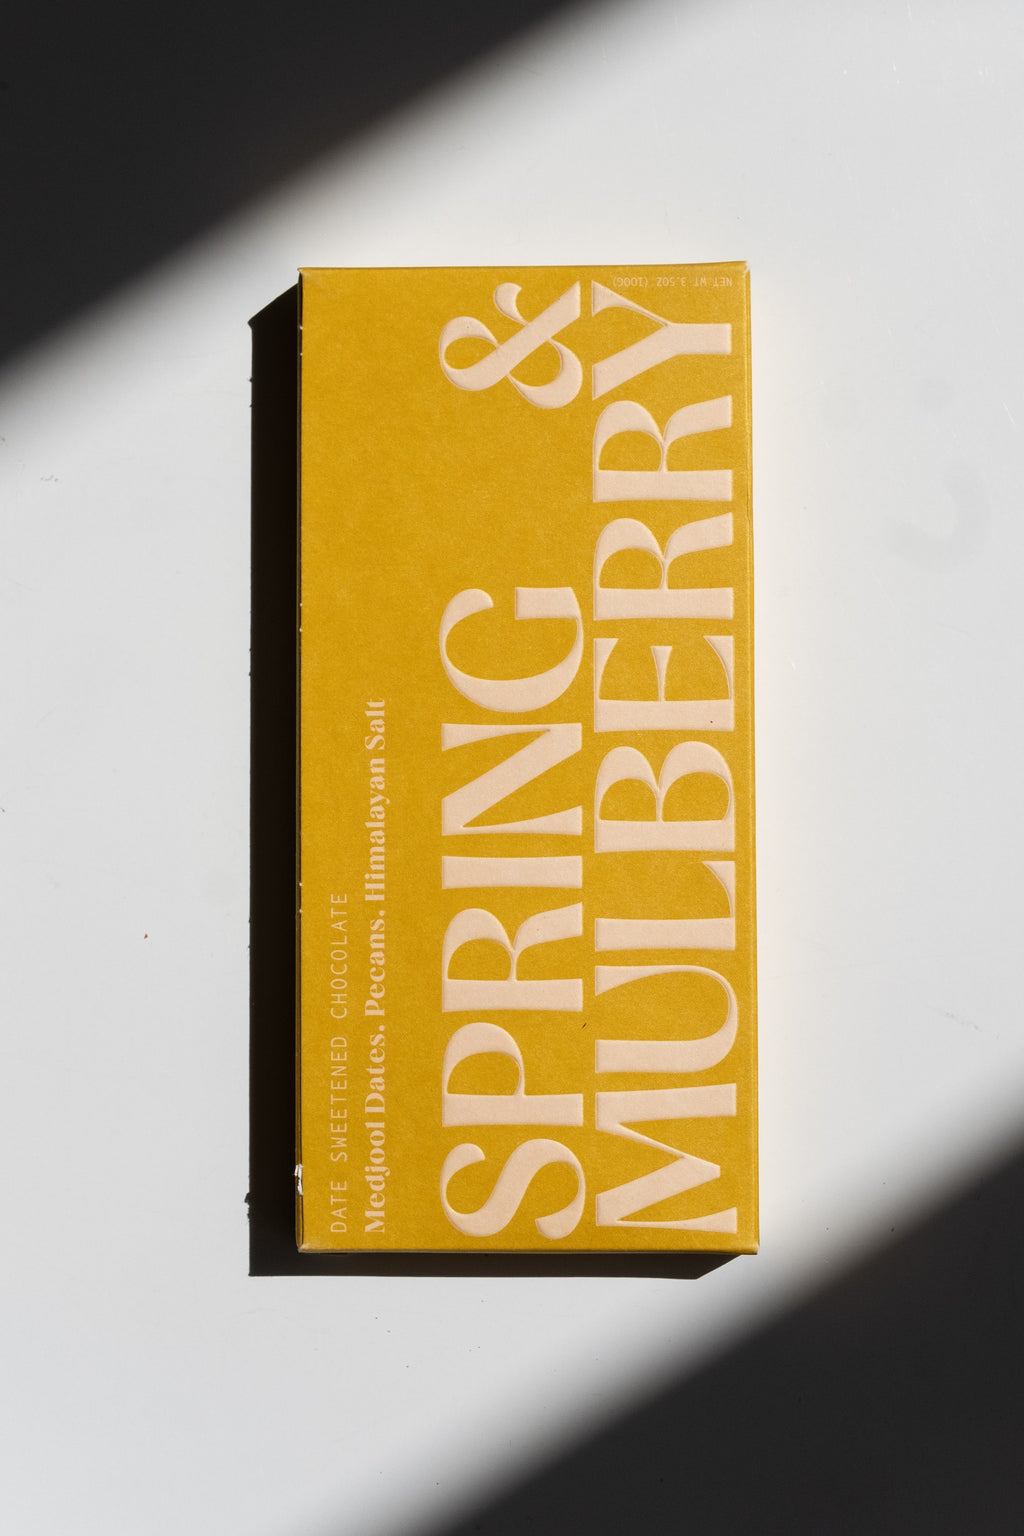 DATE SWEETENED CHOCOLATE
Medjool Dates. Pecans. Himalayan Salt
SPRING &
MULBERRY
NET WT 3.5OZ (100G)